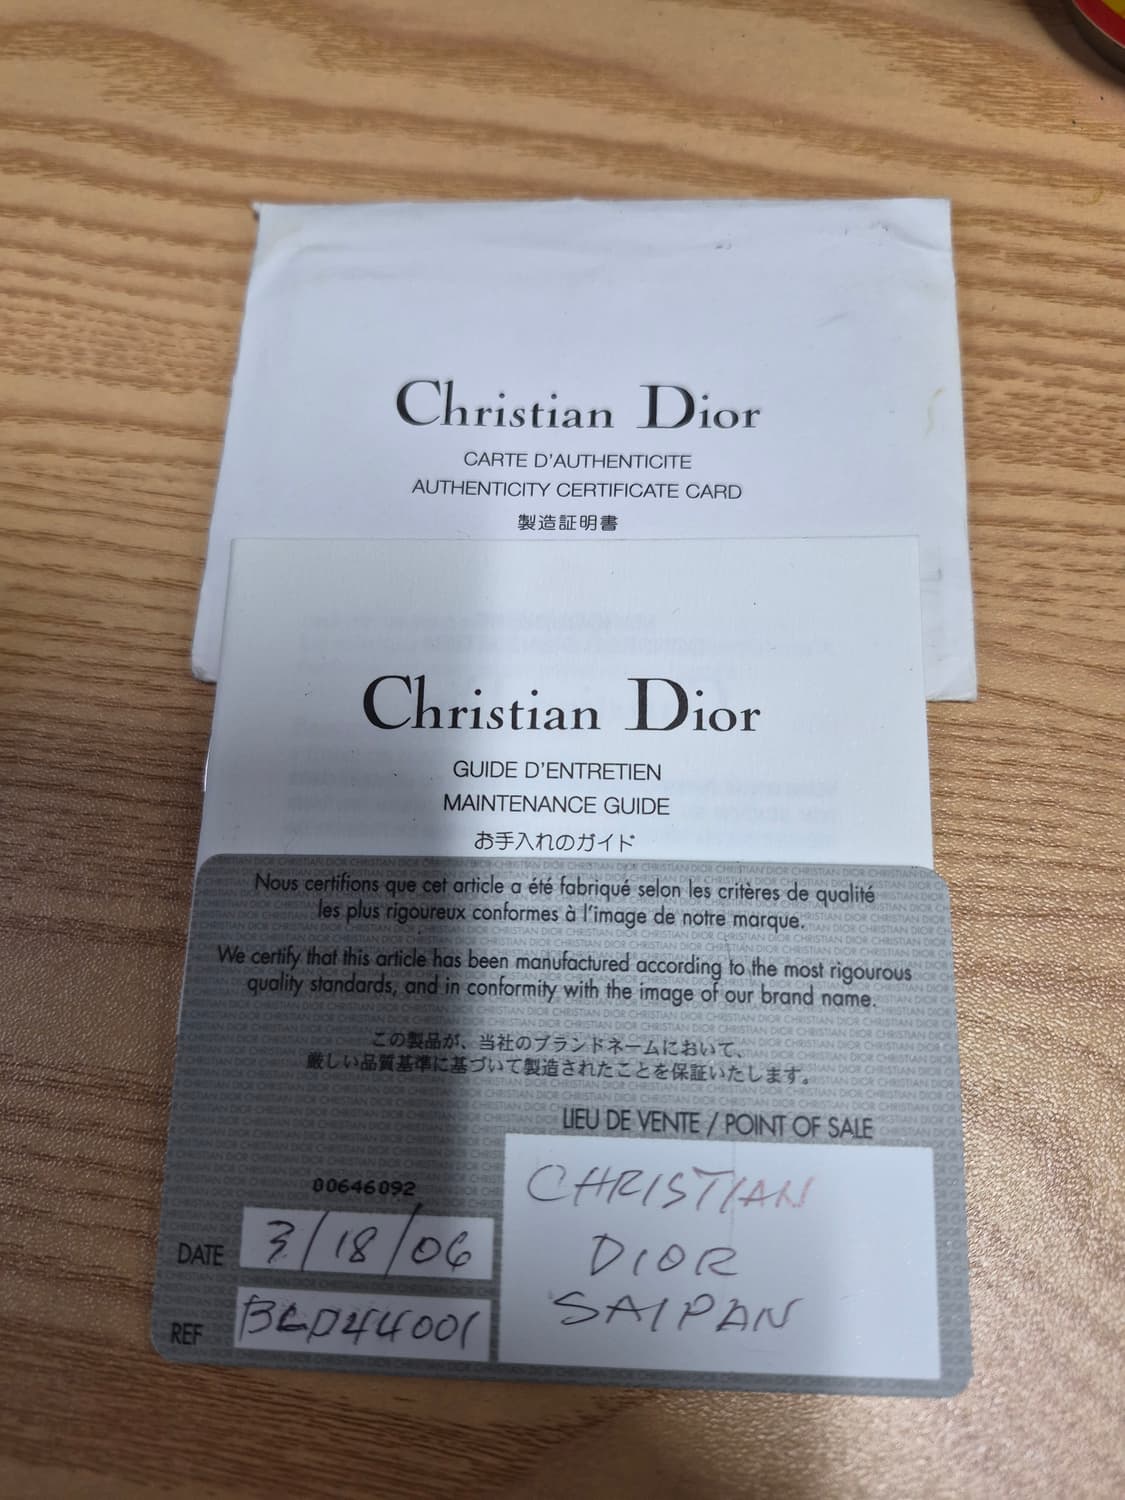 Christian Dior
CARTE D'AUTHENTICITE
AUTHENTICITY CERTIFICATE CARD
製造証明書
Christian Dior
GUIDE D'ENTRETIEN
MAINTENANCE GUIDE
お手入れのガイド
Nous certifions que cet article a été fabriqué selon les critères de qualité
les plus rigoureux conformes à l'image de notre marque.
We certify that this article has been manufactured according to the most rigourous
quality standards, and in conformity with the image of our brand name.
この製品が、当社のブランドネームにおいて、
厳しい品質基準に基づいて製造されたことを保証いたします。
LIEU DE VENTE / POINT OF SALE
CHRISTIAN
DIOR
SAIPAN
00646092
DATE 3/18/06
REF